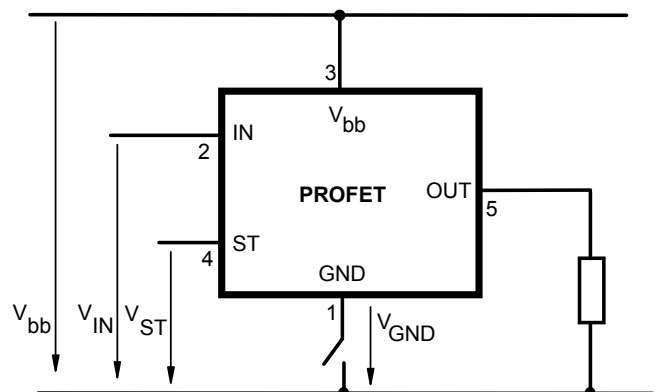 3
V_bb
IN
2
PROFET
OUT
5
ST
4
GND
1
V_bb
V_IN
V_ST
V_GND